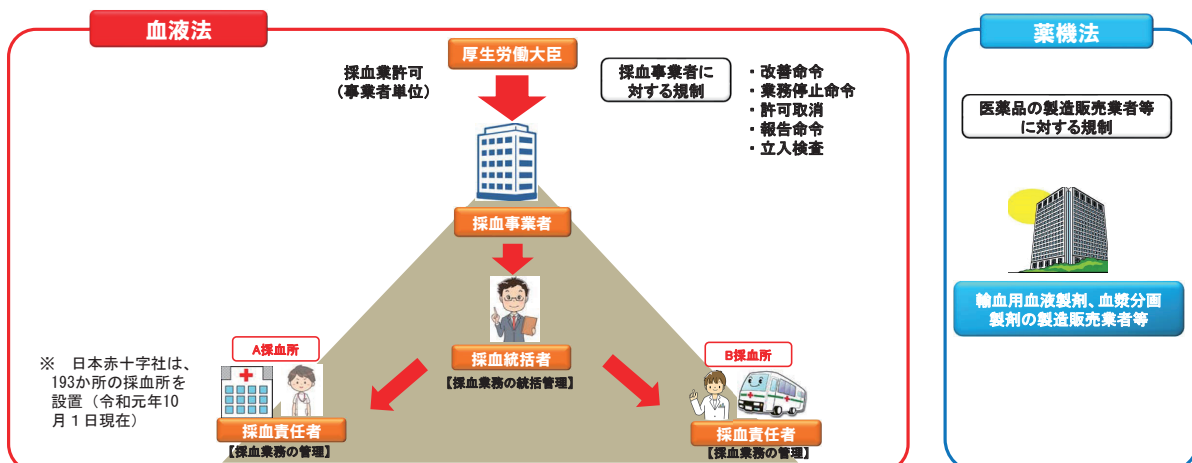 血液法
厚生労働大臣
採血業許可
（事業者単位）
採血事業者に
対する規制
・改善命令
・業務停止命令
・許可取消
・報告命令
・立入検査
採血事業者
採血統括者
【採血業務の統括管理】
A採血所
採血責任者
【採血業務の管理】
B採血所
採血責任者
【採血業務の管理】
※　日本赤十字社は、
193か所の採血所を
設置（令和元年10
月１日現在）
薬機法
医薬品の製造販売業者等
に対する規制
輸血用血液製剤、血漿分画
製剤の製造販売業者等